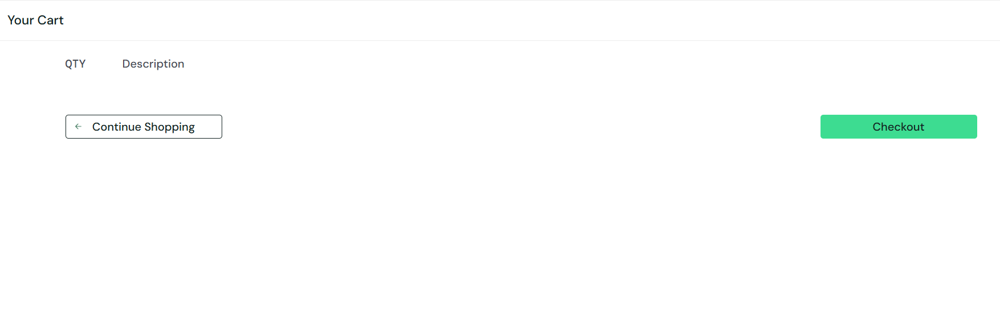 Your Cart
QTY Description
Continue Shopping Checkout